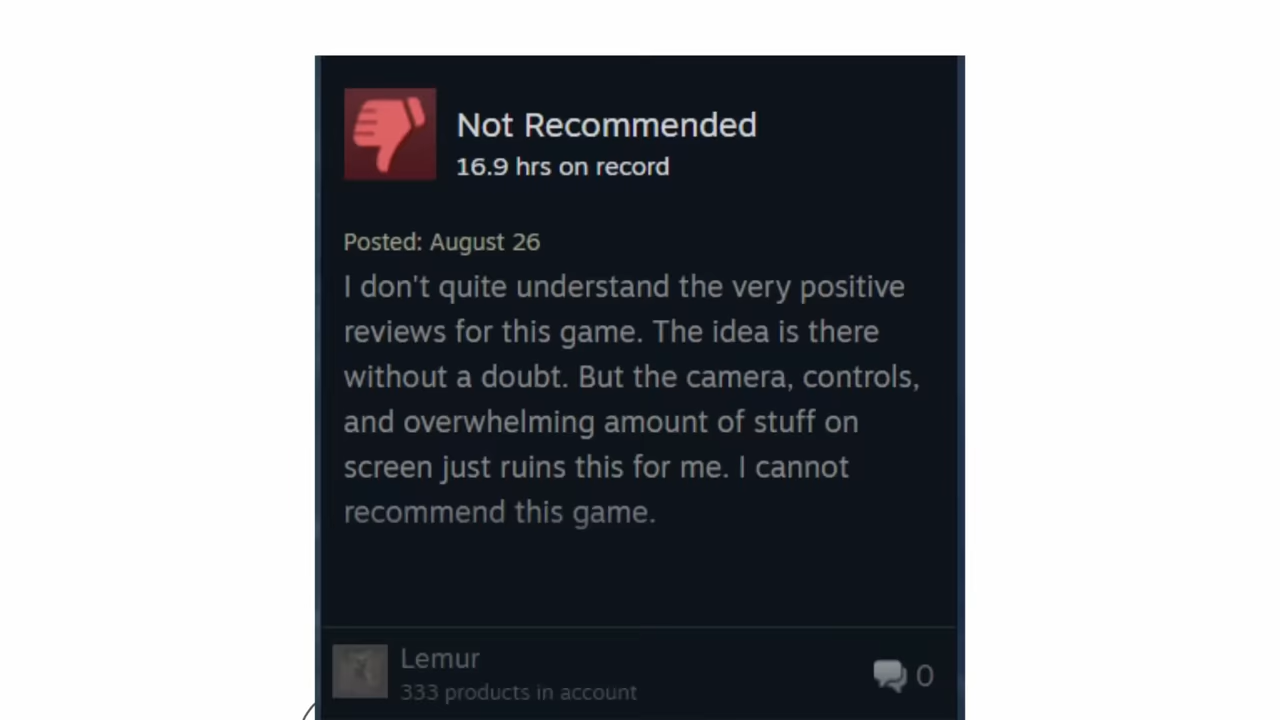 Not Recommended
16.9 hrs on record
Posted: August 26
I don't quite understand the very positive
reviews for this game. The idea is there
without a doubt. But the camera, controls,
and overwhelming amount of stuff on
screen just ruins this for me. I cannot
recommend this game.
Lemur
333 products in account
0